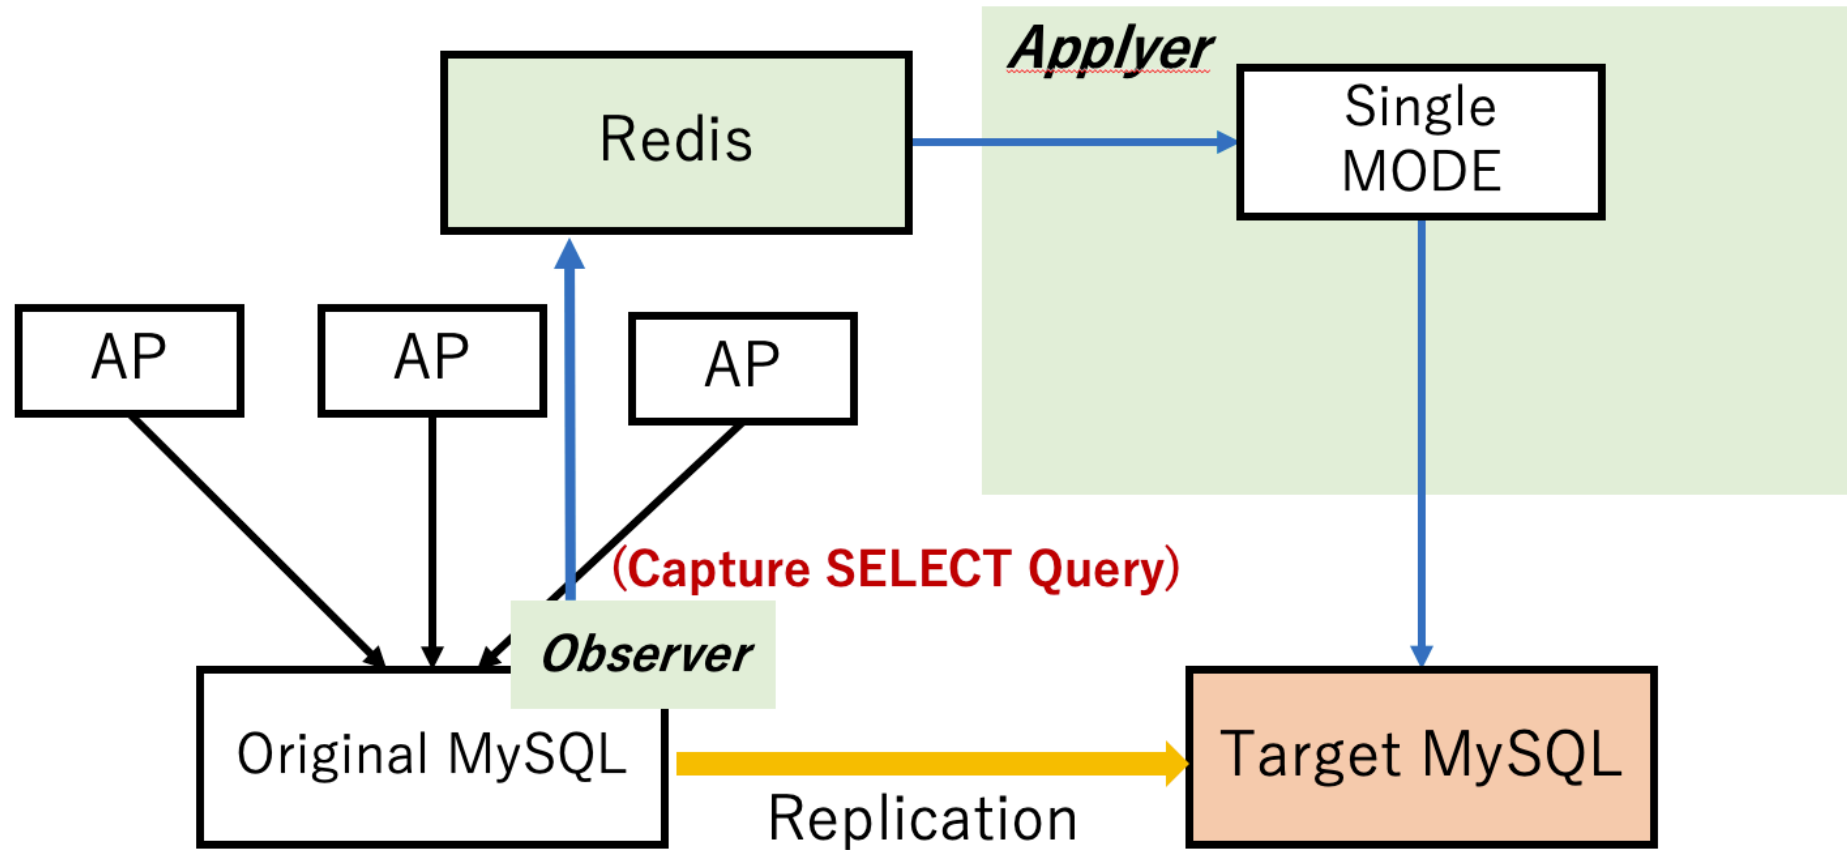 Applyer
Redis
Single
MODE
AP
AP
AP
(Capture SELECT Query)
Observer
Original MySQL
Target MySQL
Replication